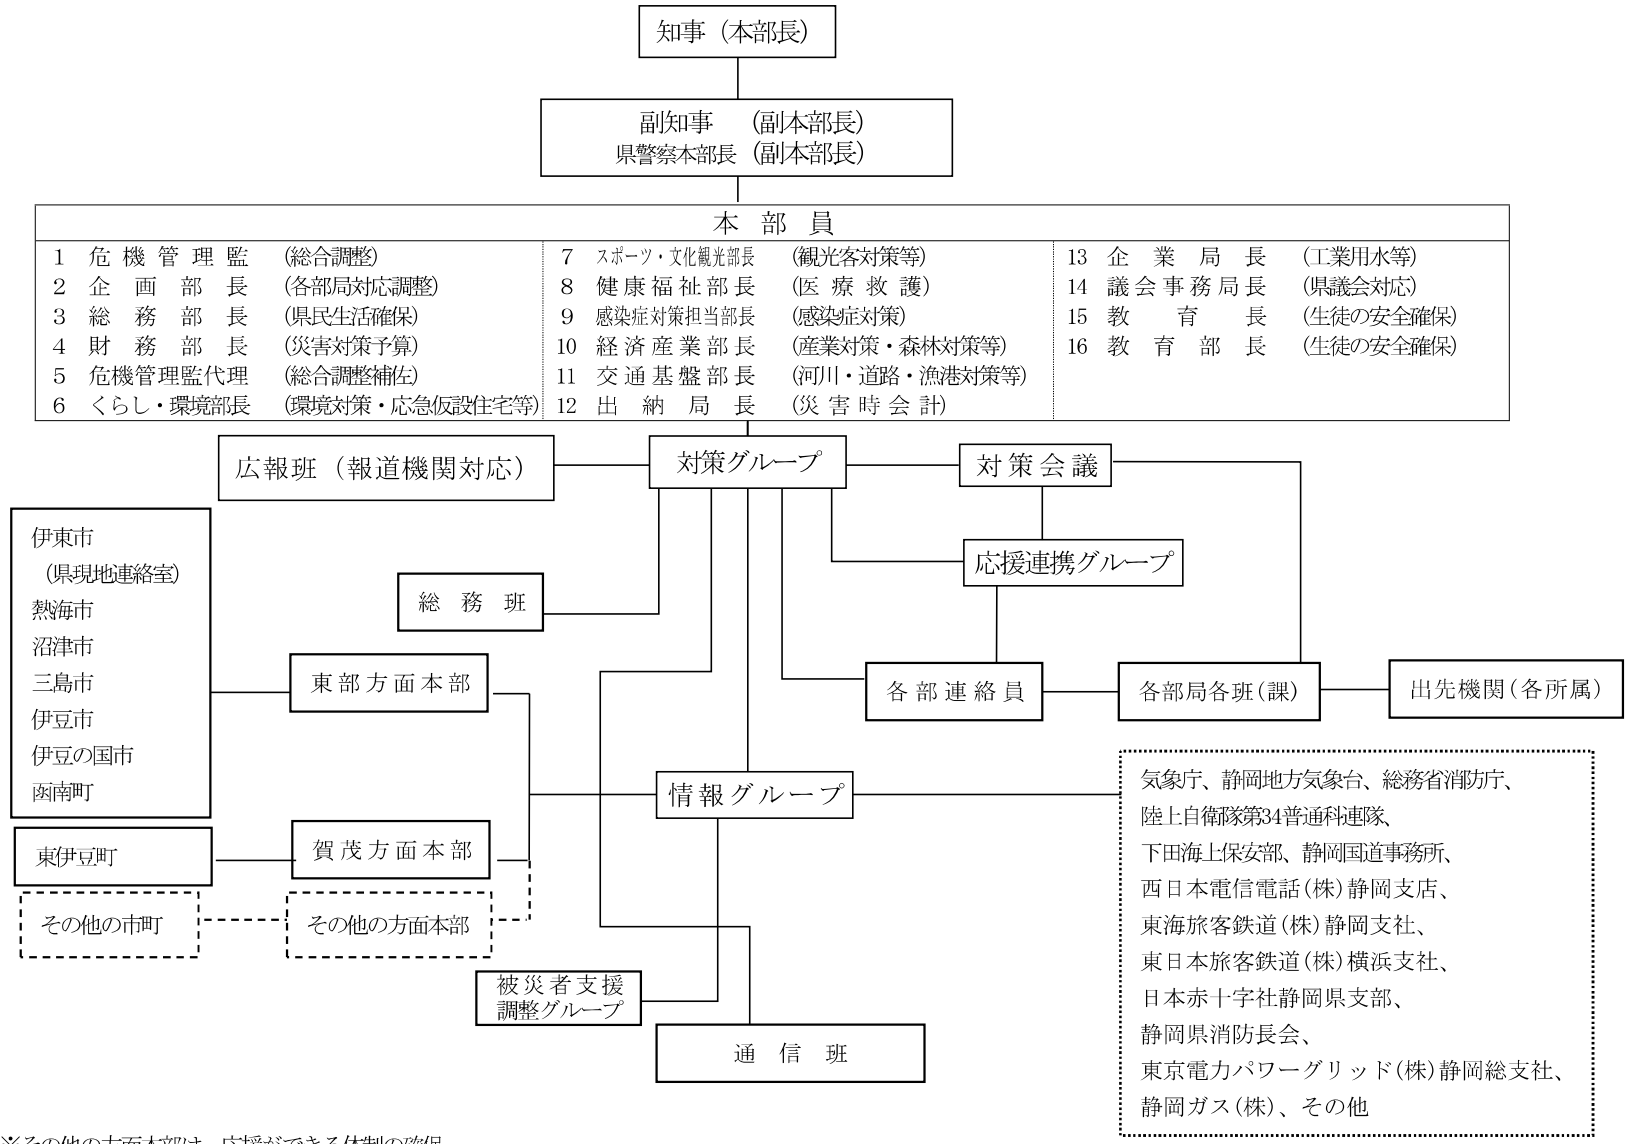 知事（本部長）
副知事　（副本部長）
県警察本部長（副本部長）
本部員
1 危機管理監 （総合調整）
2 企画部長 （各部局対応調整）
3 総務部長 （県民生活確保）
4 財務部長 （災害対策予算）
5 危機管理監代理 （総合調整補佐）
6 くらし・環境部長 （環境対策・応急仮設住宅等）
7 スポーツ・文化観光部長 （観光客対策等）
8 健康福祉部長 （医療救護）
9 感染症対策担当部長 （感染症対策）
10 経済産業部長 （産業対策・森林対策等）
11 交通基盤部長 （河川・道路・漁港対策等）
12 出納局長 （災害時会計）
13 企業局長 （工業用水等）
14 議会事務局長 （県議会対応）
15 教育長 （生徒の安全確保）
16 教育部長 （生徒の安全確保）
広報班（報道機関対応）
対策グループ
対策会議
応援連携グループ
総務班
伊東市
（県現地連絡室）
熱海市
沼津市
三島市
伊豆市
伊豆の国市
函南町
東部方面本部
各部連絡員
各部局各班（課）
出先機関（各所属）
情報グループ
東伊豆町
賀茂方面本部
その他の市町
その他の方面本部
被災者支援
調整グループ
通信班
気象庁、静岡地方気象台、総務省消防庁、
陸上自衛隊第34普通科連隊、
下田海上保安部、静岡国道事務所、
西日本電信電話（株）静岡支店、
東海旅客鉄道（株）静岡支社、
東日本旅客鉄道（株）横浜支社、
日本赤十字社静岡県支部、
静岡県消防長会、
東京電力パワーグリッド（株）静岡総支社、
静岡ガス（株）、その他
※その他の方面本部は、応援ができる体制の確保